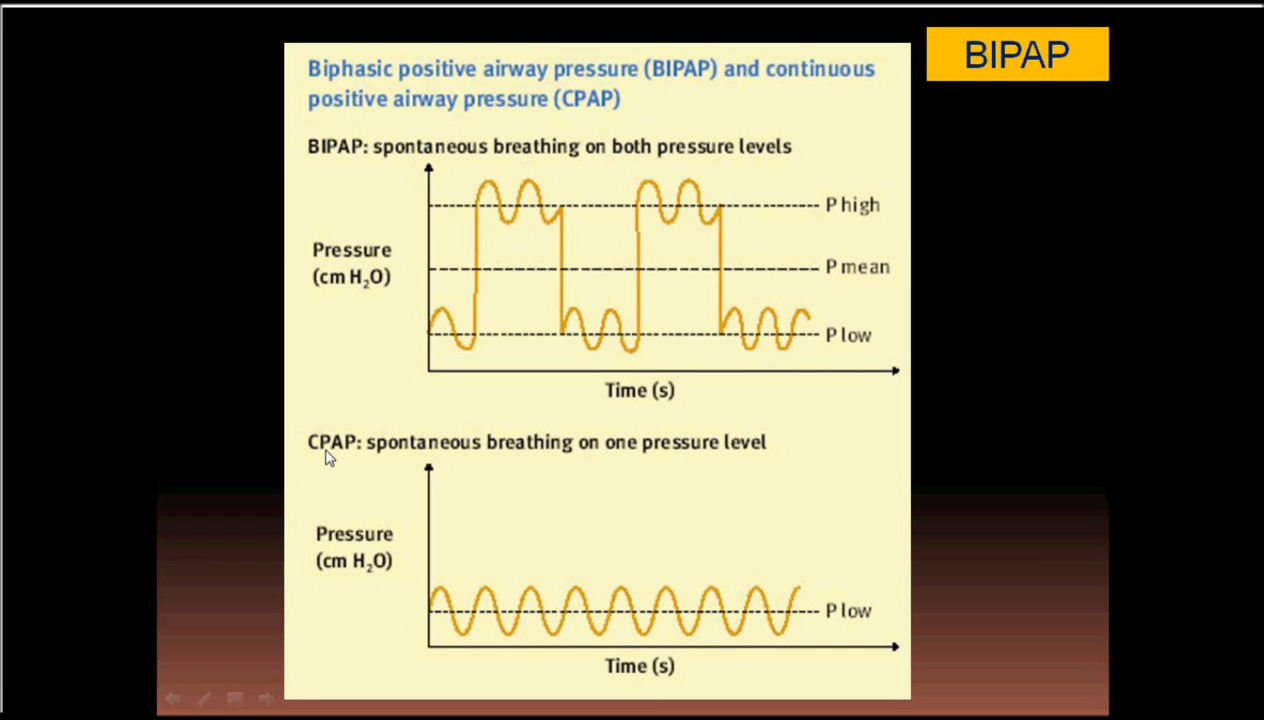 BIPAP
Biphasic positive airway pressure (BIPAP) and continuous
positive airway pressure (CPAP)
BIPAP: spontaneous breathing on both pressure levels
P high
Pressure
(cm H₂O)
P mean
P low
Time (s)
CPAP: spontaneous breathing on one pressure level
Pressure
(cm H₂O)
P low
Time (s)